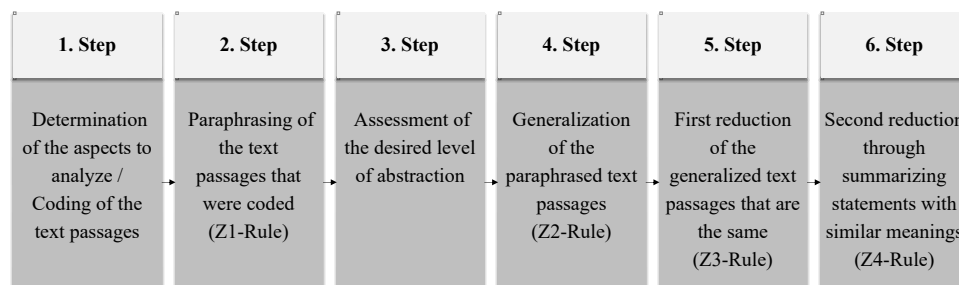 1. Step
Determination
of the aspects to
analyze /
Coding of the
text passages
2. Step
Paraphrasing of
the text
passages that
were coded
(Z1-Rule)
3. Step
Assessment of
the desired level
of abstraction
4. Step
Generalization
of the
paraphrased text
passages
(Z2-Rule)
5. Step
First reduction
of the
generalized text
passages that are
the same
(Z3-Rule)
6. Step
Second reduction
through
summarizing
statements with
similar meanings
(Z4-Rule)